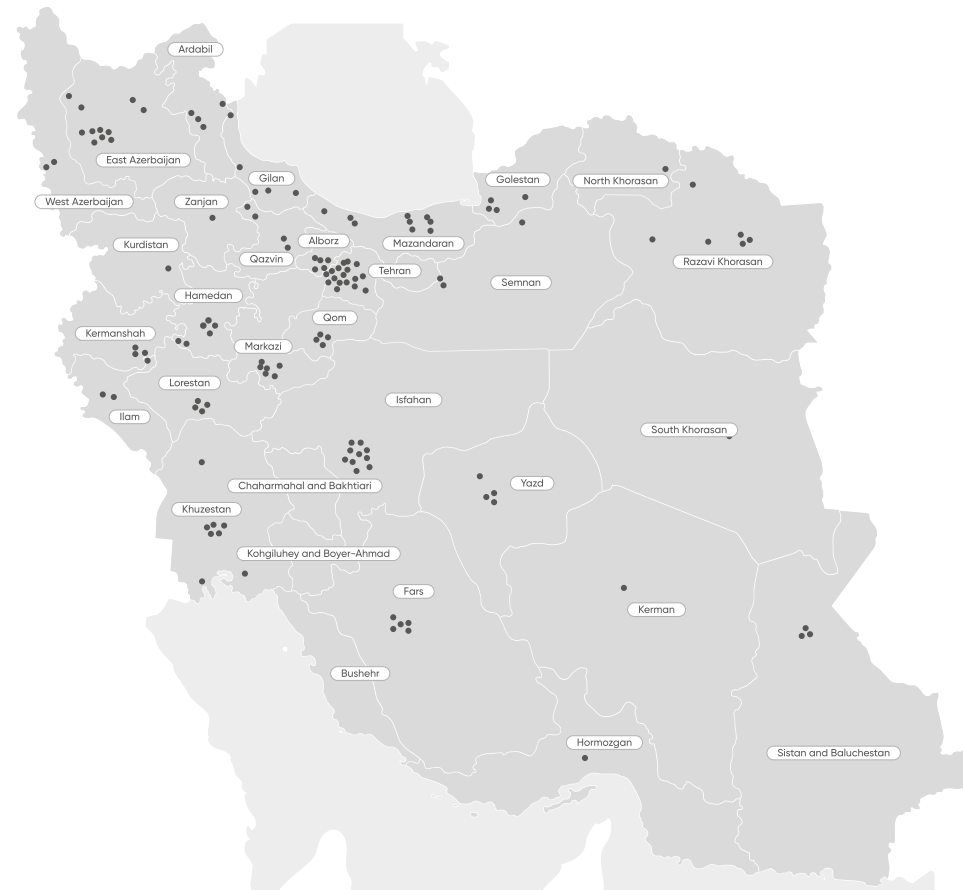 Ardabil
East Azerbaijan
Gilan
Golestan
North Khorasan
West Azerbaijan
Zanjan
Kurdistan
Alborz
Mazandaran
Qazvin
Tehran
Razavi Khorasan
Semnan
Hamedan
Qom
Kermanshah
Markazi
Lorestan
Isfahan
Ilam
South Khorasan
Chaharmahal and Bakhtiari
Yazd
Khuzestan
Kohgiluhey and Boyer-Ahmad
Fars
Kerman
Bushehr
Hormozgan
Sistan and Baluchestan